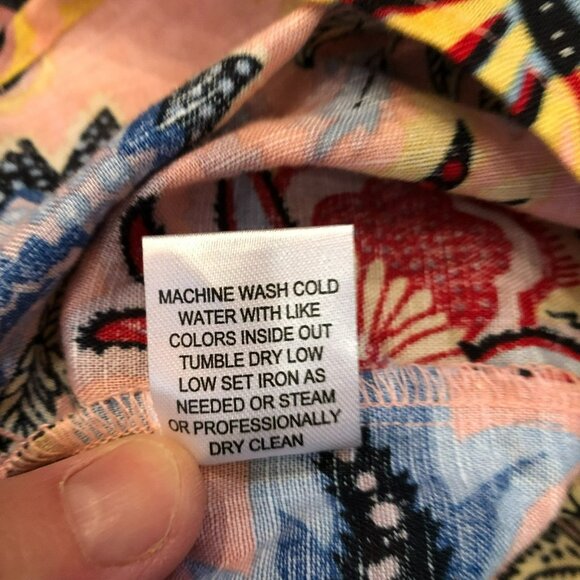 MACHINE WASH COLD
WATER WITH LIKE
COLORS INSIDE OUT
TUMBLE DRY LOW
LOW SET IRON AS
NEEDED OR STEAM
OR PROFESSIONALLY
DRY CLEAN